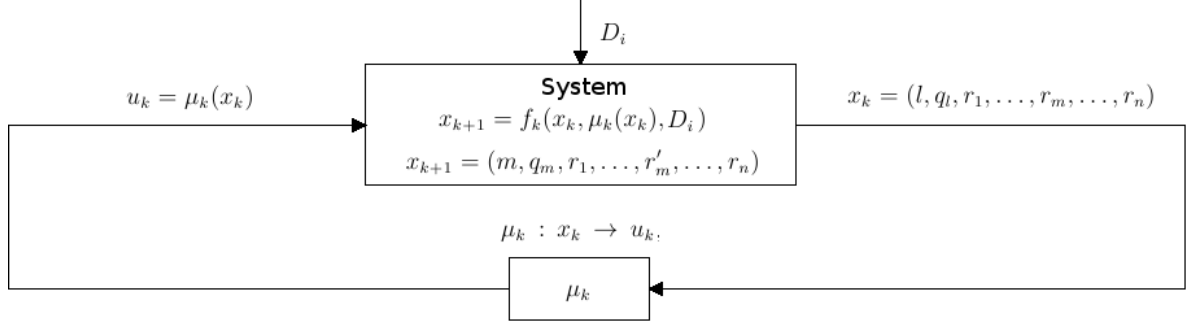 D_i
System
u_k = μ_k(x_k)
x_k = (l, q_l, r_1, . . . , r_m, . . . , r_n)
x_{k+1} = f_k(x_k, μ_k(x_k), D_i)
x_{k+1} = (m, q_m, r_1, . . . , r'_m, . . . , r_n)
μ_k : x_k → u_k.
μ_k